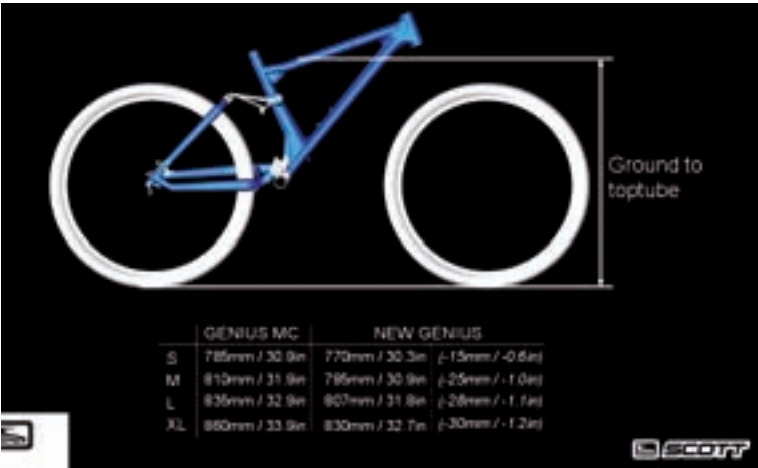 Ground to
toptube
GENIUS MC NEW GENIUS
S 785mm / 30.9in 770mm / 30.3in (-15mm / -0.6in)
M 810mm / 31.9in 785mm / 30.9in (-25mm / -1.0in)
L 835mm / 32.9in 807mm / 31.8in (-28mm / -1.1in)
XL 860mm / 33.9in 830mm / 32.7in (-30mm / -1.2in)
SCOTT